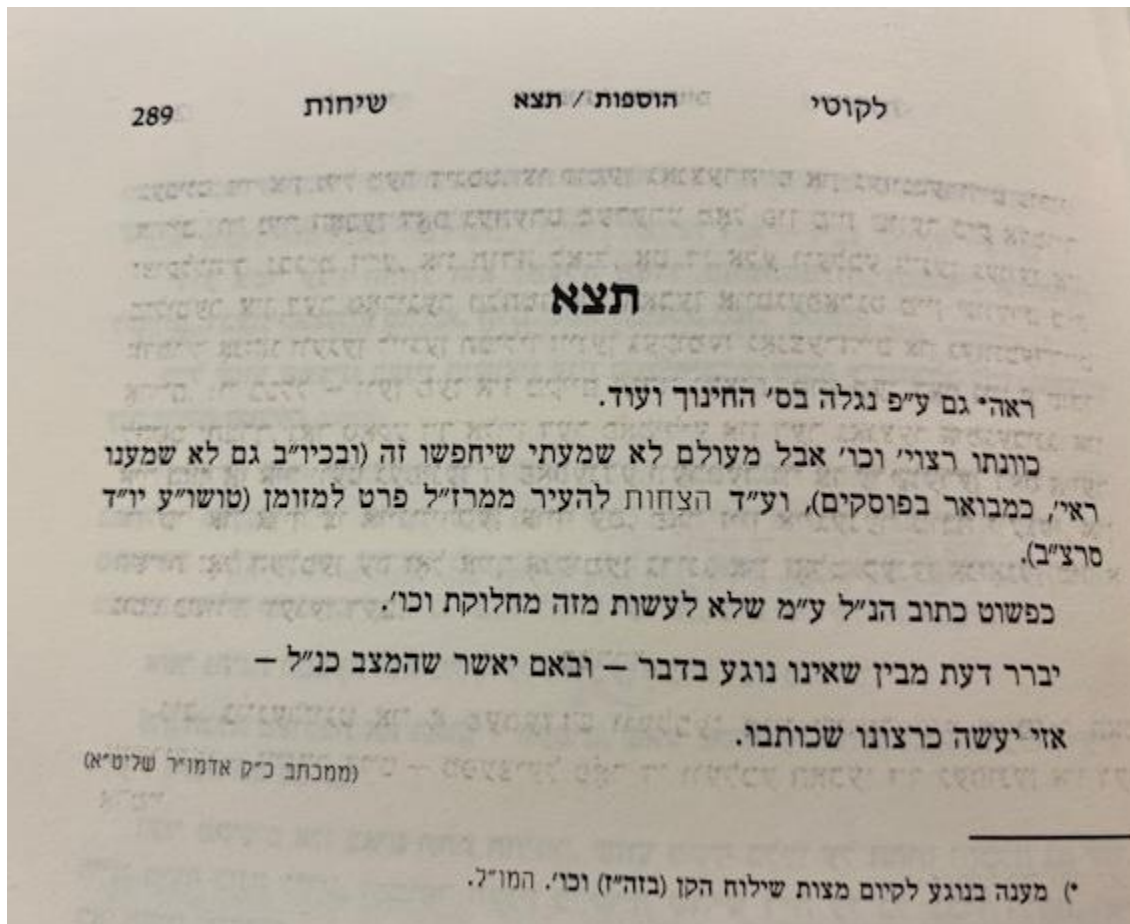 לקוטי הוספות / תצא שיחות 289
תצא
ראה* גם ע״פ נגלה בס׳ החינוך ועוד.
כוונתו רצוי׳ וכו׳ אבל מעולם לא שמעתי שיחפשו זה (ובכיו״ב גם לא שמענו
ראי׳, כמבואר בפוסקים), וע״ד הצחות להעיר ממרז״ל פרט למזומן (טושו״ע יו״ד
סרצ״ב).
כפשוט כתוב הנ״ל ע״מ שלא לעשות מזה מחלוקת וכו׳.
יברר דעת מבין שאינו נוגע בדבר — ובאם יאשר שהמצב כנ״ל —
אזי יעשה כרצונו שכותבו.
(ממכתב כ״ק אדמו״ר שליט״א)
*) מענה בנוגע לקיום מצות שילוח הקן (בזה״ז) וכו׳. המו״ל.